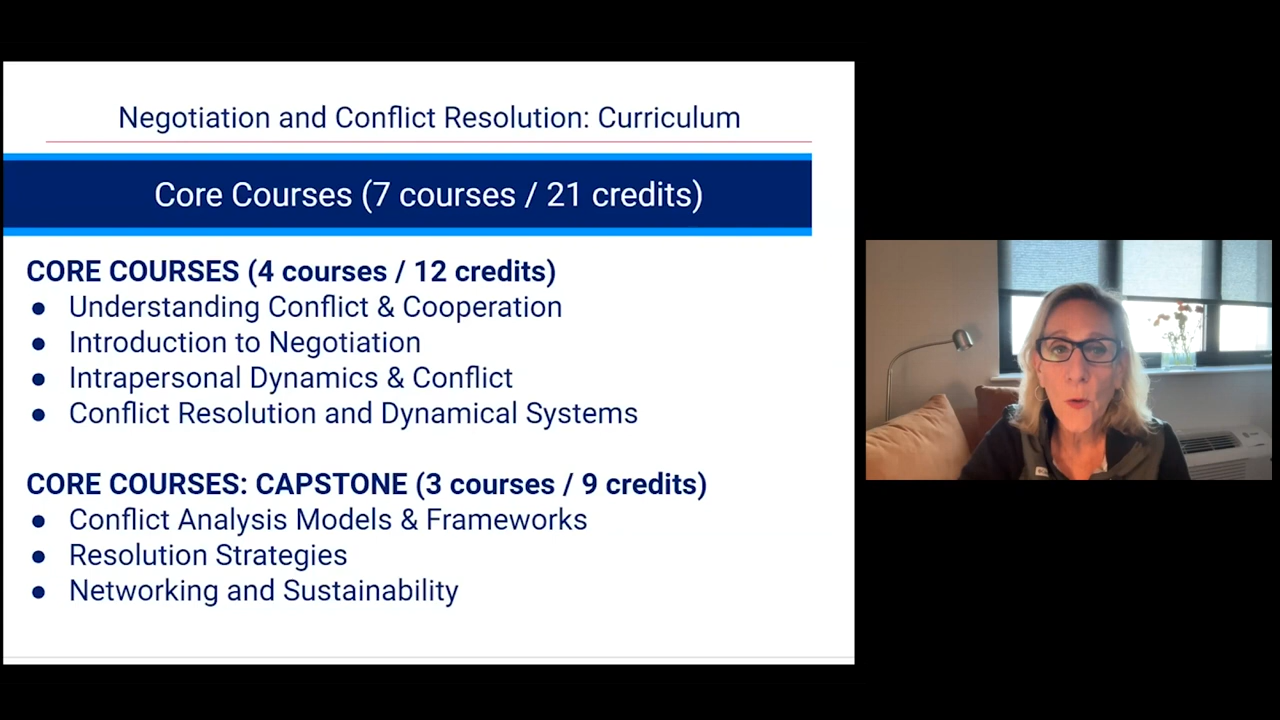 Negotiation and Conflict Resolution: Curriculum
Core Courses (7 courses / 21 credits)
CORE COURSES (4 courses / 12 credits)
● Understanding Conflict & Cooperation
● Introduction to Negotiation
● Intrapersonal Dynamics & Conflict
● Conflict Resolution and Dynamical Systems
CORE COURSES: CAPSTONE (3 courses / 9 credits)
● Conflict Analysis Models & Frameworks
● Resolution Strategies
● Networking and Sustainability